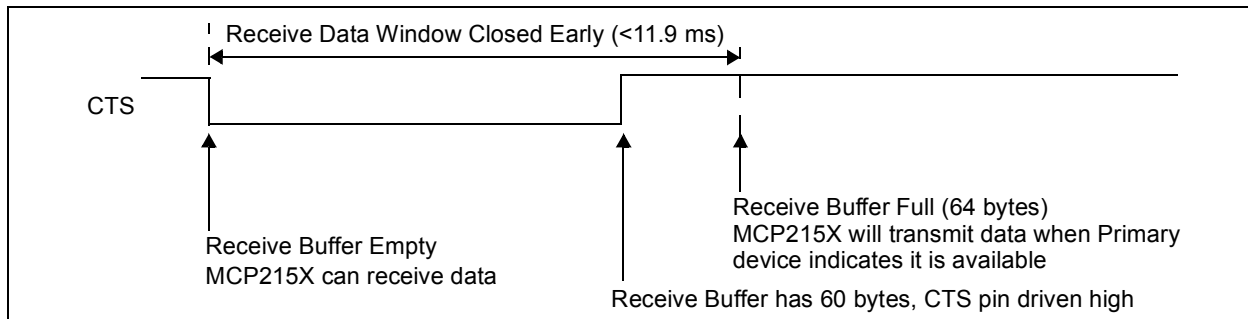 Receive Data Window Closed Early (<11.9 ms)
CTS
Receive Buffer Empty
MCP215X can receive data
Receive Buffer Full (64 bytes)
MCP215X will transmit data when Primary
device indicates it is available
Receive Buffer has 60 bytes, CTS pin driven high